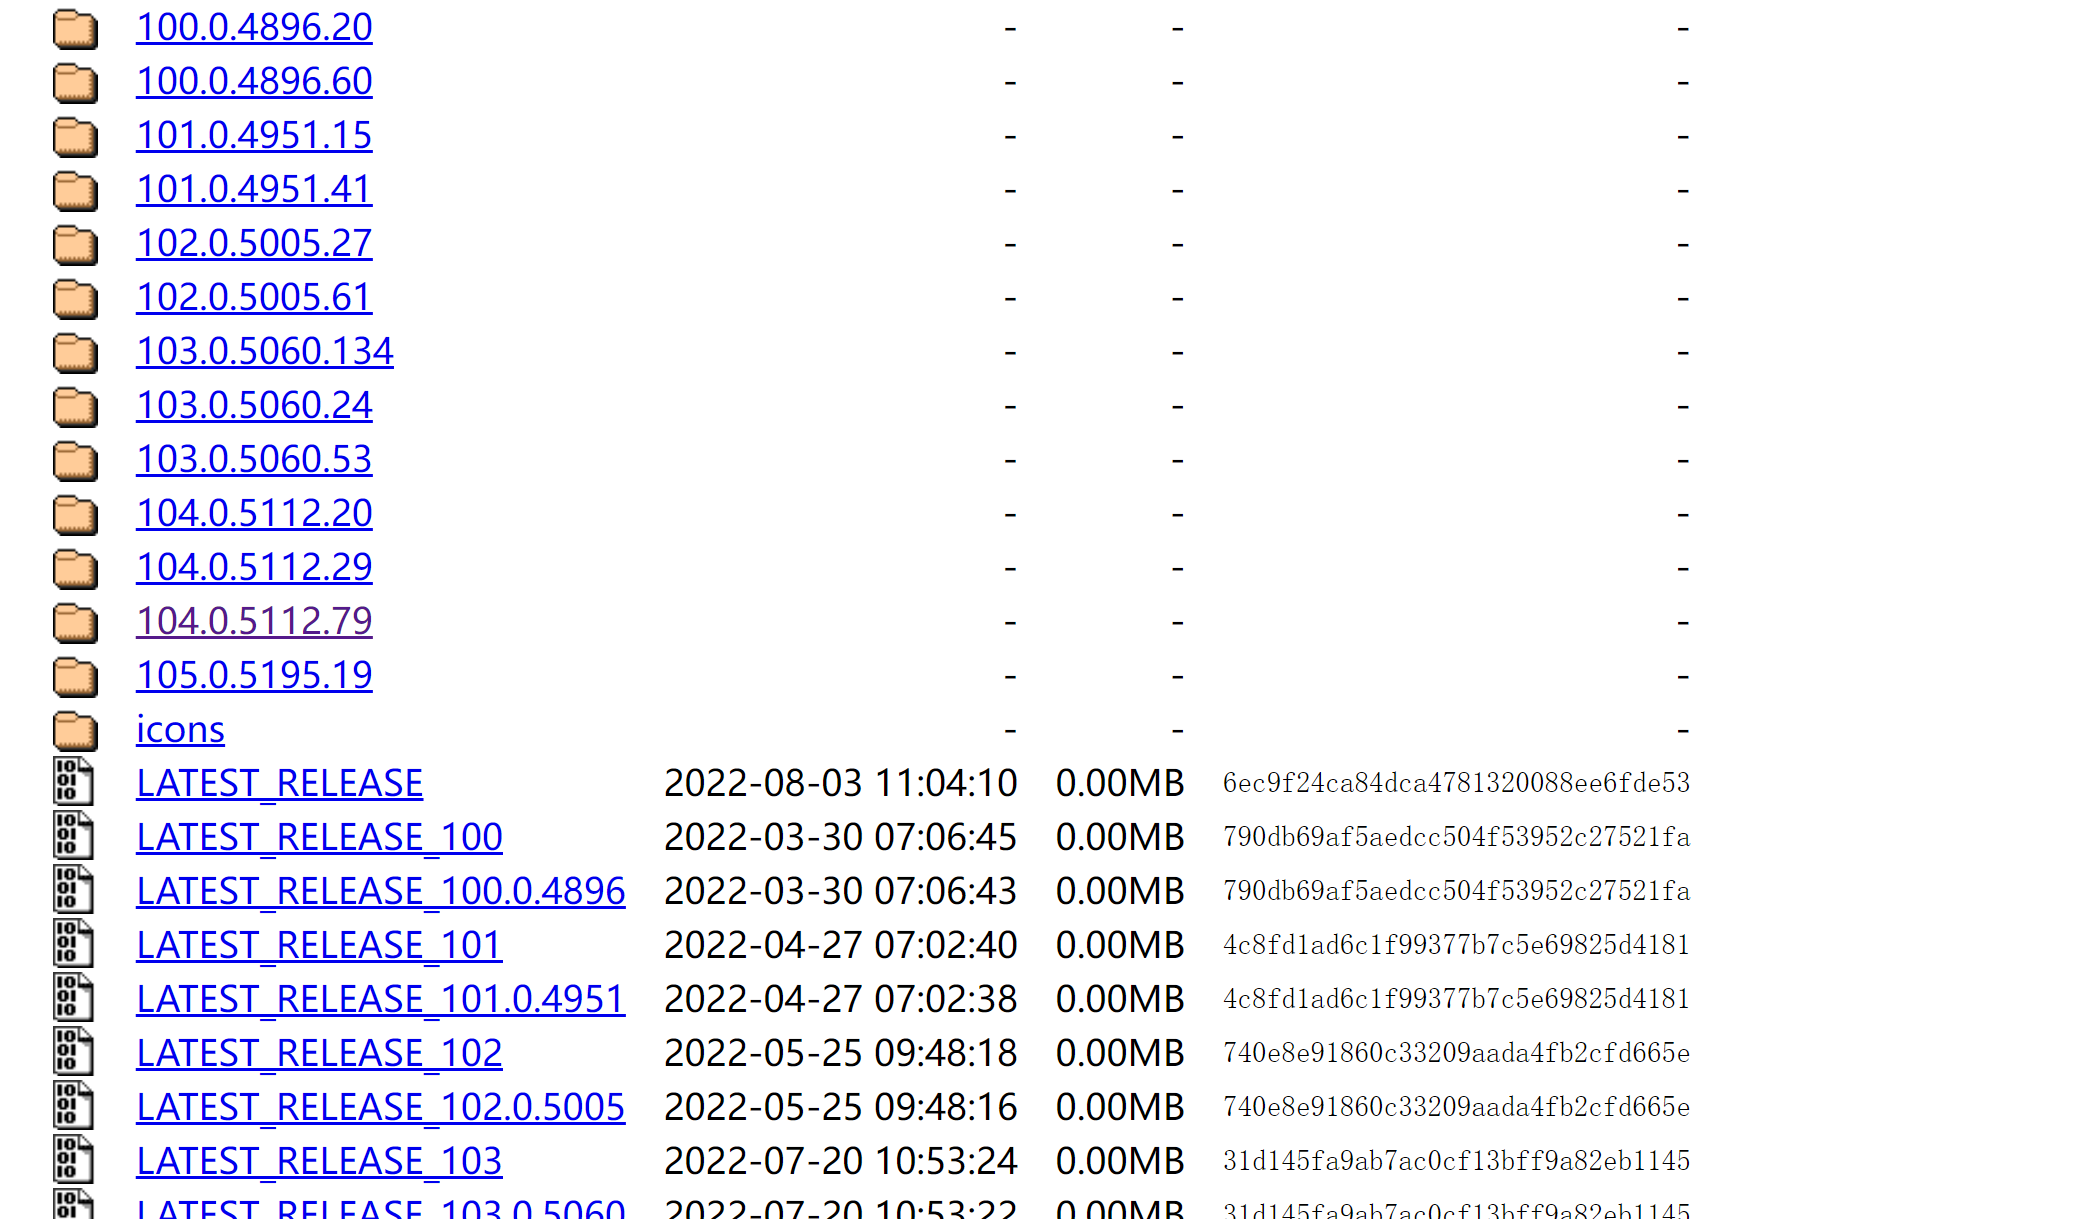 100.0.4896.20 - - -
100.0.4896.60 - - -
101.0.4951.15 - - -
101.0.4951.41 - - -
102.0.5005.27 - - -
102.0.5005.61 - - -
103.0.5060.134 - - -
103.0.5060.24 - - -
103.0.5060.53 - - -
104.0.5112.20 - - -
104.0.5112.29 - - -
104.0.5112.79 - - -
105.0.5195.19 - - -
icons - - -
LATEST_RELEASE 2022-08-03 11:04:10 0.00MB 6ec9f24ca84dca4781320088ee6fde53
LATEST_RELEASE_100 2022-03-30 07:06:45 0.00MB 790db69af5aedcc504f53952c27521fa
LATEST_RELEASE_100.0.4896 2022-03-30 07:06:43 0.00MB 790db69af5aedcc504f53952c27521fa
LATEST_RELEASE_101 2022-04-27 07:02:40 0.00MB 4c8fd1ad6c1f99377b7c5e69825d4181
LATEST_RELEASE_101.0.4951 2022-04-27 07:02:38 0.00MB 4c8fd1ad6c1f99377b7c5e69825d4181
LATEST_RELEASE_102 2022-05-25 09:48:18 0.00MB 740e8e91860c33209aada4fb2cfd665e
LATEST_RELEASE_102.0.5005 2022-05-25 09:48:16 0.00MB 740e8e91860c33209aada4fb2cfd665e
LATEST_RELEASE_103 2022-07-20 10:53:24 0.00MB 31d145fa9ab7ac0cf13bff9a82eb1145
LATEST_RELEASE_103.0.5060 2022-07-20 10:53:22 0.00MB 31d145fa9ab7ac0cf13bff9a82eb1145